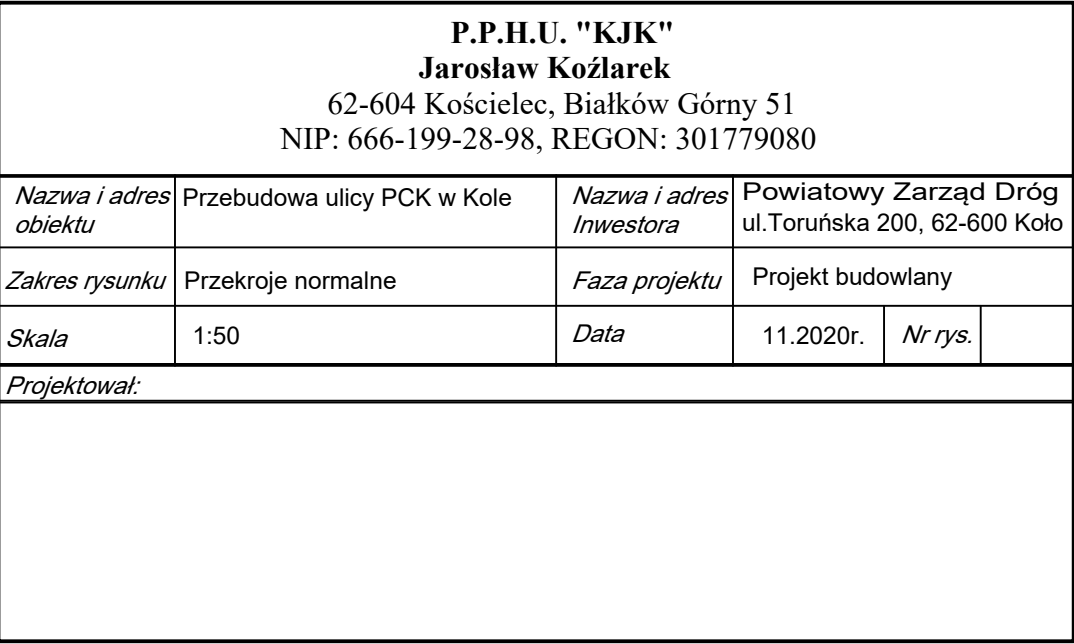 P.P.H.U. "KJK"
Jarosław Koźlarek
62-604 Kościelec, Białków Górny 51
NIP: 666-199-28-98, REGON: 301779080
Nazwa i adres obiektu
Przebudowa ulicy PCK w Kole
Nazwa i adres Inwestora
Powiatowy Zarząd Dróg
ul.Toruńska 200, 62-600 Koło
Zakres rysunku
Przekroje normalne
Faza projektu
Projekt budowlany
Skala
1:50
Data
11.2020r.
Nr rys.
Projektował: